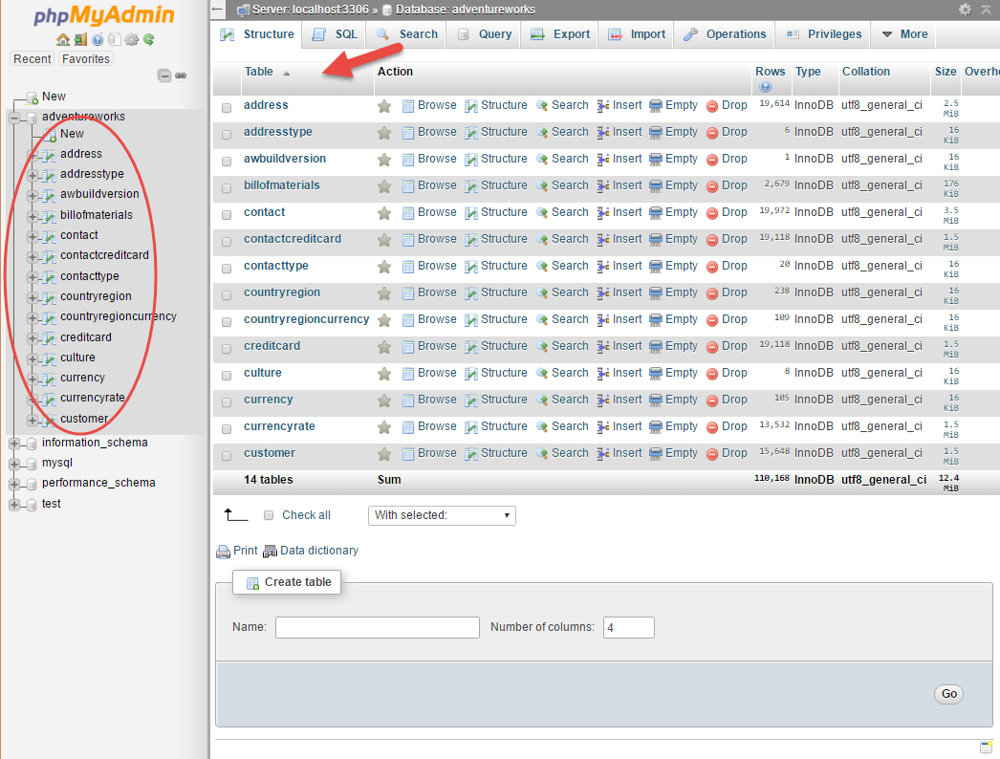 phpMyAdmin
Recent Favorites
New
adventureworks
New
address
addresstype
awbuildversion
billofmaterials
contact
contactcreditcard
contacttype
countryregion
countryregioncurrency
creditcard
culture
currency
currencyrate
customer
information_schema
mysql
performance_schema
test
Server: localhost:3306 » Database: adventureworks
Structure SQL Search Query Export Import Operations Privileges More
Table Action Rows Type Collation Size Overhe
address Browse Structure Search Insert Empty Drop 19,614 InnoDB utf8_general_ci 2.5 MiB
addresstype Browse Structure Search Insert Empty Drop 6 InnoDB utf8_general_ci 16 KiB
awbuildversion Browse Structure Search Insert Empty Drop 1 InnoDB utf8_general_ci 16 KiB
billofmaterials Browse Structure Search Insert Empty Drop 2,679 InnoDB utf8_general_ci 176 KiB
contact Browse Structure Search Insert Empty Drop 19,972 InnoDB utf8_general_ci 3.5 MiB
contactcreditcard Browse Structure Search Insert Empty Drop 19,118 InnoDB utf8_general_ci 1.5 MiB
contacttype Browse Structure Search Insert Empty Drop 20 InnoDB utf8_general_ci 16 KiB
countryregion Browse Structure Search Insert Empty Drop 238 InnoDB utf8_general_ci 16 KiB
countryregioncurrency Browse Structure Search Insert Empty Drop 109 InnoDB utf8_general_ci 16 KiB
creditcard Browse Structure Search Insert Empty Drop 19,118 InnoDB utf8_general_ci 1.5 MiB
culture Browse Structure Search Insert Empty Drop 8 InnoDB utf8_general_ci 16 KiB
currency Browse Structure Search Insert Empty Drop 105 InnoDB utf8_general_ci 16 KiB
currencyrate Browse Structure Search Insert Empty Drop 13,532 InnoDB utf8_general_ci 1.5 MiB
customer Browse Structure Search Insert Empty Drop 15,648 InnoDB utf8_general_ci 1.5 MiB
14 tables Sum 110,168 InnoDB utf8_general_ci 12.4 MiB
Check all With selected:
Print Data dictionary
Create table
Name: Number of columns: 4
Go